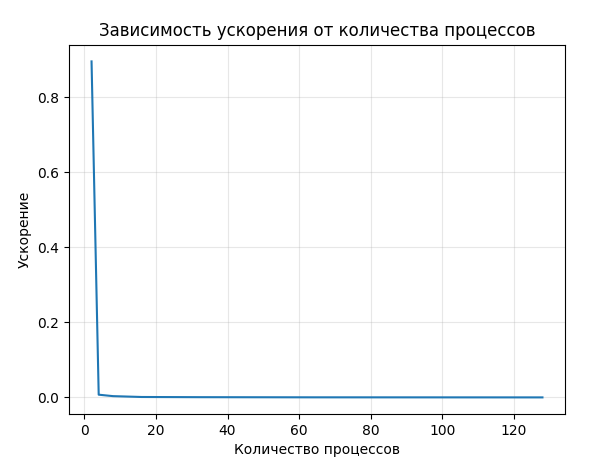 Зависимость ускорения от количества процессов
Ускорение
0.8
0.6
0.4
0.2
0.0
0 20 40 60 80 100 120
Количество процессов